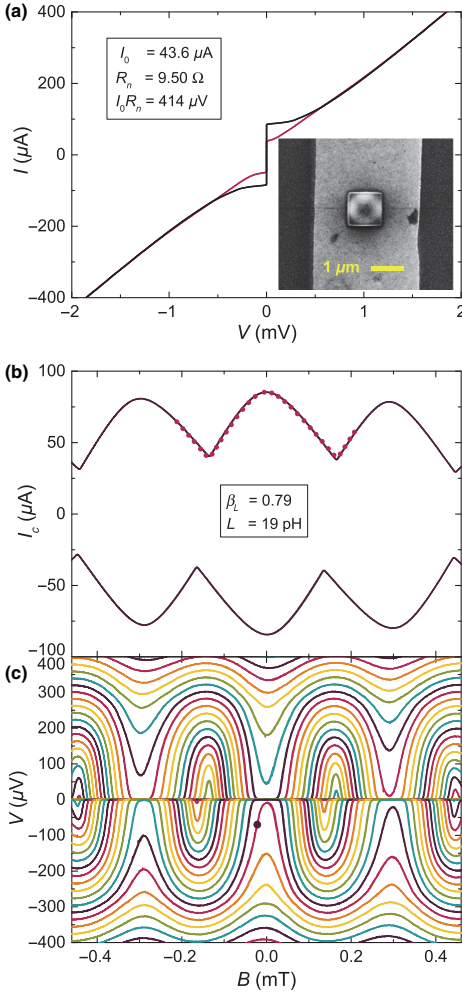 (a)
400
200
0
−200
−400
I (µA)
I0 = 43.6 µA
Rn = 9.50 Ω
I0Rn = 414 µV
1 µm
−2 −1 0 1 2
V (mV)
(b)
100
50
0
−50
−100
Ic (µA)
βL = 0.79
L = 19 pH
(c)
400
300
200
100
0
−100
−200
−300
−400
V (µV)
−0.4 −0.2 0.0 0.2 0.4
B (mT)